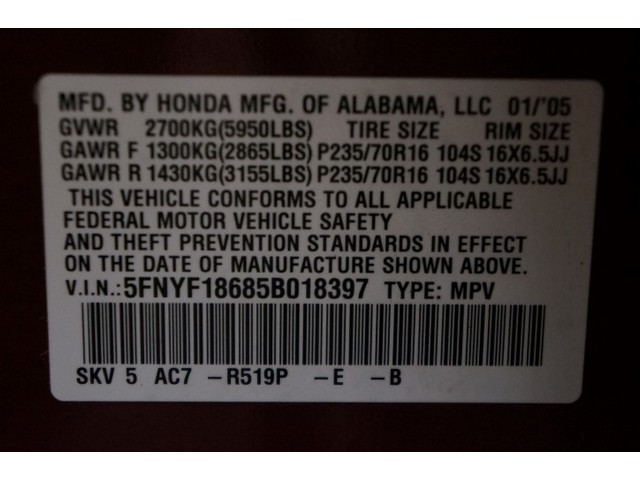 MFD. BY HONDA MFG. OF ALABAMA, LLC 01/'05
GVWR 2700KG(5950LBS) TIRE SIZE RIM SIZE
GAWR F 1300KG(2865LBS) P235/70R16 104S 16X6.5JJ
GAWR R 1430KG(3155LBS) P235/70R16 104S 16X6.5JJ
THIS VEHICLE CONFORMS TO ALL APPLICABLE
FEDERAL MOTOR VEHICLE SAFETY
AND THEFT PREVENTION STANDARDS IN EFFECT
ON THE DATE OF MANUFACTURE SHOWN ABOVE.
V.I.N.:5FNYF18685B018397 TYPE: MPV
SKV 5 AC7 –R519P –E –B